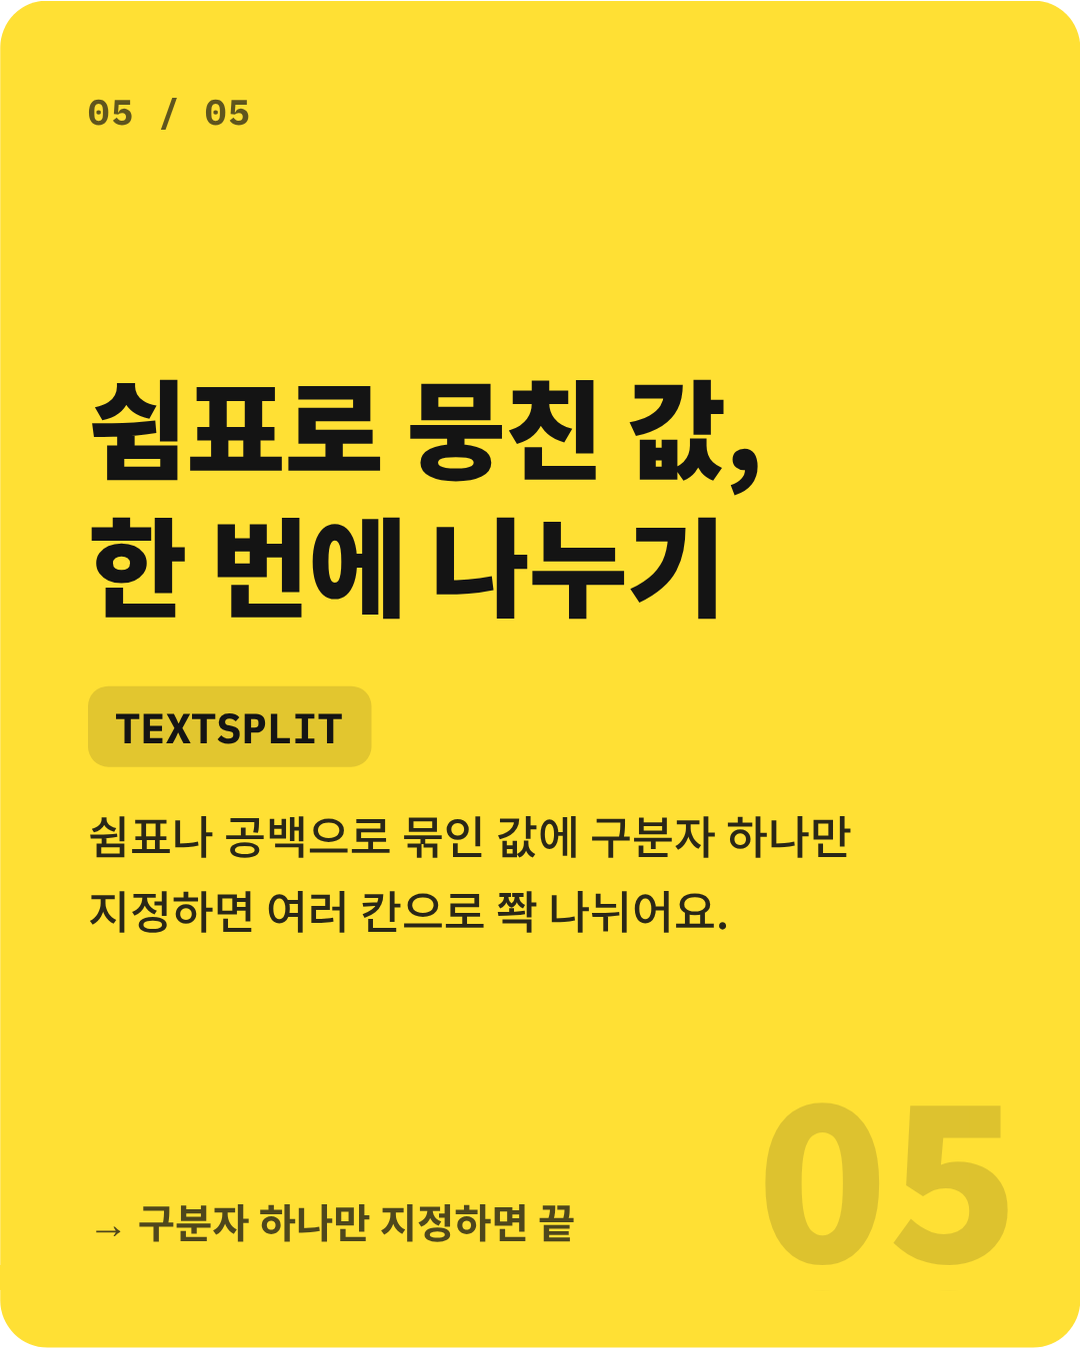 05 / 05
쉼표로 뭉친 값,
한 번에 나누기
TEXTSPLIT
쉼표나 공백으로 묶인 값에 구분자 하나만
지정하면 여러 칸으로 쫙 나뉘어요.
→ 구분자 하나만 지정하면 끝
05